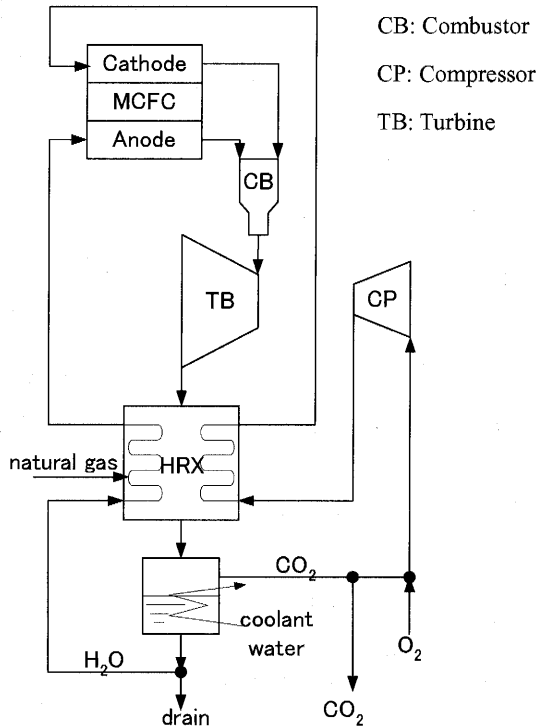 CB: Combustor
CP: Compressor
TB: Turbine
Cathode
MCFC
Anode
CB
TB
CP
natural gas
HRX
CO₂
coolant
water
O₂
H₂O
CO₂
drain